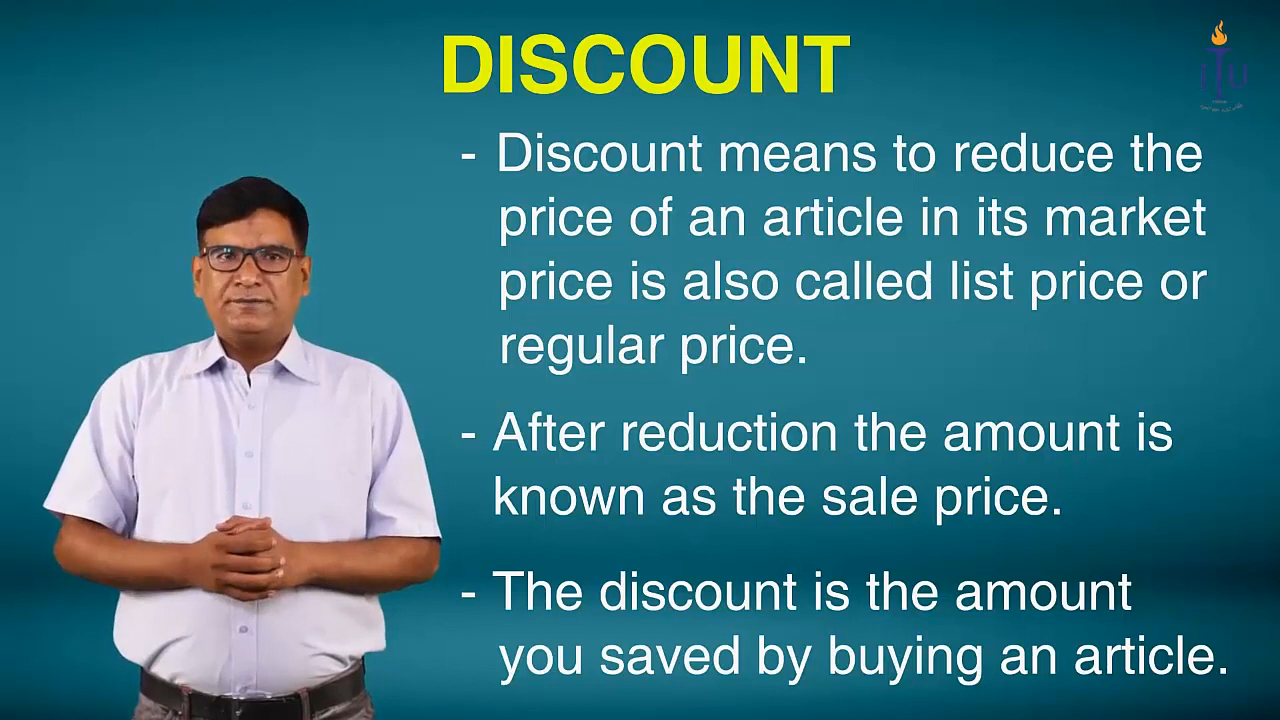 DISCOUNT
- Discount means to reduce the
price of an article in its market
price is also called list price or
regular price.
- After reduction the amount is
known as the sale price.
- The discount is the amount
you saved by buying an article.
ITU